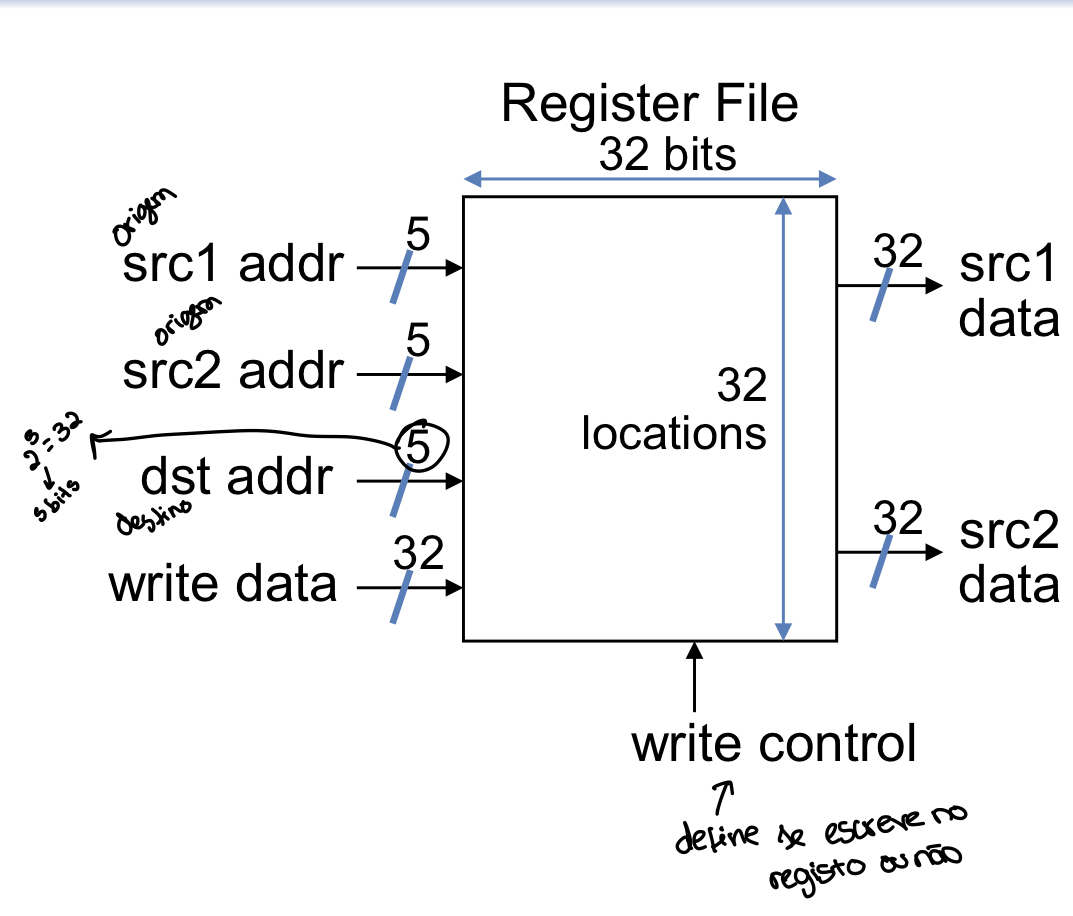 Register File
32 bits
origem
src1 addr
5
32
src1
data
origem
src2 addr
5
32
locations
2⁵ = 32
5 bits
5
dst addr
destino
32
write data
32
src2
data
write control
define se escreve no
registo ou não